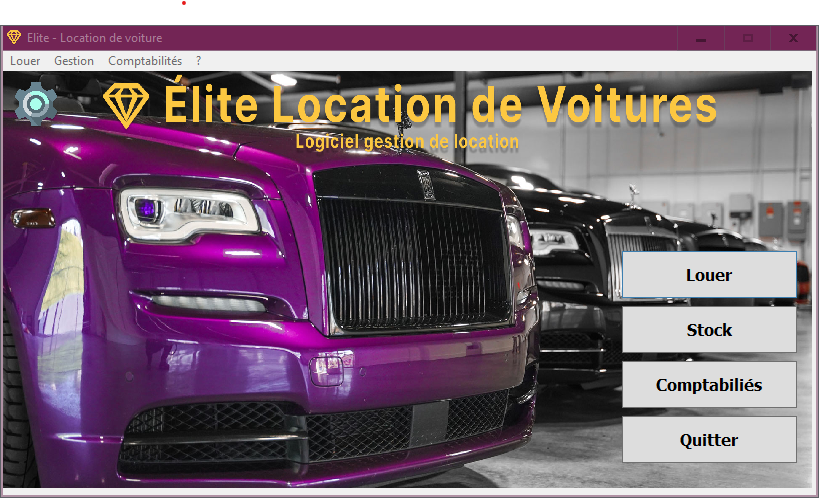 Elite - Location de voiture
Louer Gestion Comptabilités ?
Élite Location de Voitures
Logiciel gestion de location
Louer
Stock
Comptabiliés
Quitter